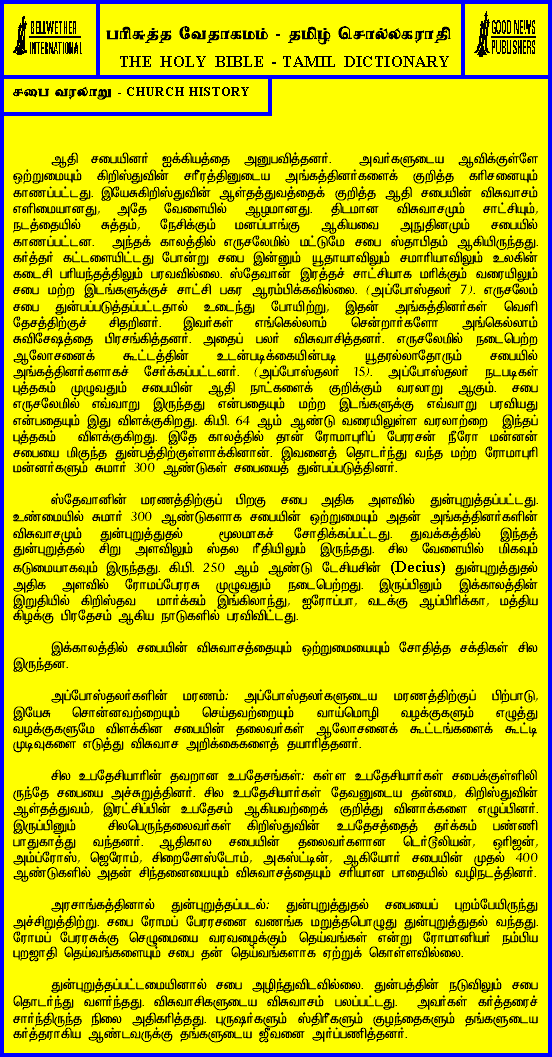 BELLWETHER
INTERNATIONAL
பரிசுத்த வேதாகமம் - தமிழ் சொல்லகராதி
THE HOLY BIBLE - TAMIL DICTIONARY
GOOD NEWS
PUBLISHERS
சபை வரலாறு - CHURCH HISTORY
ஆதி சபையினர் ஐக்கியத்தை அனுபவித்தனர். அவர்களுடைய ஆவிக்குள்ளே
ஒற்றுமையும் கிறிஸ்துவின் சரீரத்தினுடைய அங்கத்தினர்களைக் குறித்த கரிசனையும்
காணப்பட்டது. இயேசுகிறிஸ்துவின் ஆள்தத்துவத்தைக் குறித்த ஆதி சபையின் விசுவாசம்
எளிமையானது, அதே வேளையில் ஆழமானது. திடமான விசுவாசமும் சாட்சியும்,
நடத்தையில் சுத்தம், நேசிக்கும் மனப்பாங்கு ஆகியவை அநுதினமும் சபையில்
காணப்பட்டன. அந்தக் காலத்தில் எருசலேமில் மட்டுமே சபை ஸ்தாபிதம் ஆகியிருந்தது.
கர்த்தர் கட்டளையிட்டது போன்று சபை இன்னும் யூதாயாவிலும் சமாரியாவிலும் உலகின்
கடைசி பரியந்தத்திலும் பரவவில்லை. ஸ்தேவான் இரத்தச் சாட்சியாக மரிக்கும் வரையிலும்
சபை மற்ற இடங்களுக்குச் சாட்சி பகர ஆரம்பிக்கவில்லை. (அப்போஸ்தலர் 7). எருசலேம்
சபை துன்பப்படுத்தப்பட்டதால் உடைந்து போயிற்று, இதன் அங்கத்தினர்கள் வெளி
தேசத்திற்குச் சிதறினர். இவர்கள் எங்கெல்லாம் சென்றார்களோ அங்கெல்லாம்
சுவிசேஷத்தை பிரசங்கித்தனர். அதைப் பலர் விசுவாசித்தனர். எருசலேமில் நடைபெற்ற
ஆலோசனைக் கூட்டத்தின் உடன்படிக்கையின்படி யூதரல்லாதோரும் சபையில்
அங்கத்தினர்களாகச் சேர்க்கப்பட்டனர். (அப்போஸ்தலர் 15). அப்போஸ்தலர் நடபடிகள்
புத்தகம் முழுவதும் சபையின் ஆதி நாட்களைக் குறிக்கும் வரலாறு ஆகும். சபை
எருசலேமில் எவ்வாறு இருந்தது என்பதையும் மற்ற இடங்களுக்கு எவ்வாறு பரவியது
என்பதையும் இது விளக்குகிறது. கி.பி. 64 ஆம் ஆண்டு வரையிலுள்ள வரலாற்றை இந்தப்
புத்தகம் விளக்குகிறது. இதே காலத்தில் தான் ரோமாபுரிப் பேரரசன் நீரோ மன்னன்
சபையை மிகுந்த துன்பத்திற்குள்ளாக்கினான். இவனைத் தொடர்ந்து வந்த மற்ற ரோமாபுரி
மன்னர்களும் சுமார் 300 ஆண்டுகள் சபையைத் துன்பப்படுத்தினர்.
ஸ்தேவானின் மரணத்திற்குப் பிறகு சபை அதிக அளவில் துன்புறுத்தப்பட்டது.
உண்மையில் சுமார் 300 ஆண்டுகளாக சபையின் ஒற்றுமையும் அதன் அங்கத்தினர்களின்
விசுவாசமும் துன்புறுத்துதல் மூலமாகச் சோதிக்கப்பட்டது. துவக்கத்தில் இந்தத்
துன்புறுத்தல் சிறு அளவிலும் ஸ்தல ரீதியிலும் இருந்தது. சில வேளையில் மிகவும்
கடுமையாகவும் இருந்தது. கி.பி. 250 ஆம் ஆண்டு டேசியசின் (Decius) துன்புறுத்துதல்
அதிக அளவில் ரோமப்பேரரசு முழுவதும் நடைபெற்றது. இருப்பினும் இக்காலத்தின்
இறுதியில் கிறிஸ்தவ மார்க்கம் இங்கிலாந்து, ஐரோப்பா, வடக்கு ஆப்பிரிக்கா, மத்திய
கிழக்கு பிரதேசம் ஆகிய நாடுகளில் பரவிவிட்டது.
இக்காலத்தில் சபையின் விசுவாசத்தையும் ஒற்றுமையையும் சோதித்த சக்திகள் சில
இருந்தன.
அப்போஸ்தலர்களின் மரணம்: அப்போஸ்தலர்களுடைய மரணத்திற்குப் பிற்பாடு,
இயேசு சொன்னவற்றையும் செய்தவற்றையும் வாய்மொழி வழக்குகளும் எழுத்து
வழக்குகளுமே விளக்கின சபையின் தலைவர்கள் ஆலோசனைக் கூட்டங்களைக் கூட்டி
முடிவுகளை எடுத்து விசுவாச அறிக்கைகளைத் தயாரித்தனர்.
சில உபதேசியாரின் தவறான உபதேசங்கள்: கள்ள உபதேசியார்கள் சபைக்குள்ளிலி
ருந்தே சபையை அச்சுறுத்தினர். சில உபதேசியார்கள் தேவனுடைய தன்மை, கிறிஸ்துவின்
ஆள்தத்துவம், இரட்சிப்பின் உபதேசம் ஆகியவற்றைக் குறித்து வினாக்களை எழுப்பினர்.
இருப்பினும் சிலபெருந்தலைவர்கள் கிறிஸ்துவின் உபதேசத்தைத் தர்க்கம் பண்ணி
பாதுகாத்து வந்தனர். ஆதிகால சபையின் தலைவர்களான டெர்டூலியன், ஒரிஜன்,
அம்ப்ரோஸ், ஜெரோம், சிறைசோஸ்டோம், அகஸ்ட்டின், ஆகியோர் சபையின் முதல் 400
ஆண்டுகளில் அதன் சிந்தனையையும் விசுவாசத்தையும் சரியான பாதையில் வழிநடத்தினர்.
அரசாங்கத்தினால் துன்புறுத்தப்படல்: துன்புறுத்துதல் சபையைப் புறம்பேயிருந்து
அச்சிறுத்திற்று. சபை ரோமப் பேரரசனை வணங்க மறுத்தபொழுது துன்புறுத்துதல் வந்தது.
ரோமப் பேரரசுக்கு செழுமையை வரவழைக்கும் தெய்வங்கள் என்று ரோமானியர் நம்பிய
புறஜாதி தெய்வங்களையும் சபை தன் தெய்வங்களாக ஏற்றுக் கொள்ளவில்லை.
துன்புறுத்தப்பட்டமையினால் சபை அழிந்துவிடவில்லை. துன்பத்தின் நடுவிலும் சபை
தொடர்ந்து வளர்ந்தது. விசுவாசிகளுடைய விசுவாசம் பலப்பட்டது. அவர்கள் கர்த்தரைச்
சார்ந்திருந்த நிலை அதிகரித்தது. புருஷர்களும் ஸ்திரீகளும் குழந்தைகளும் தங்களுடைய
கர்த்தராகிய ஆண்டவருக்கு தங்களுடைய ஜீவனை அர்ப்பணித்தனர்.